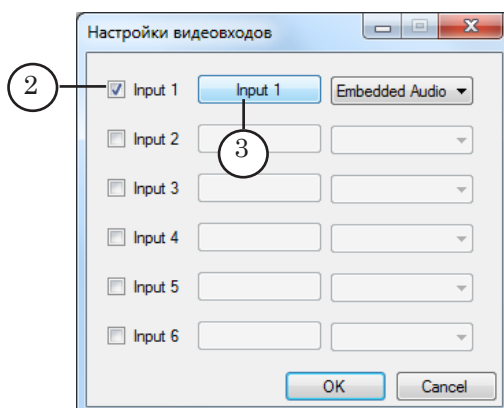 Настройки видеовходов
2
Input 1 Input 1 Embedded Audio
3
Input 2
Input 3
Input 4
Input 5
Input 6
OK Cancel